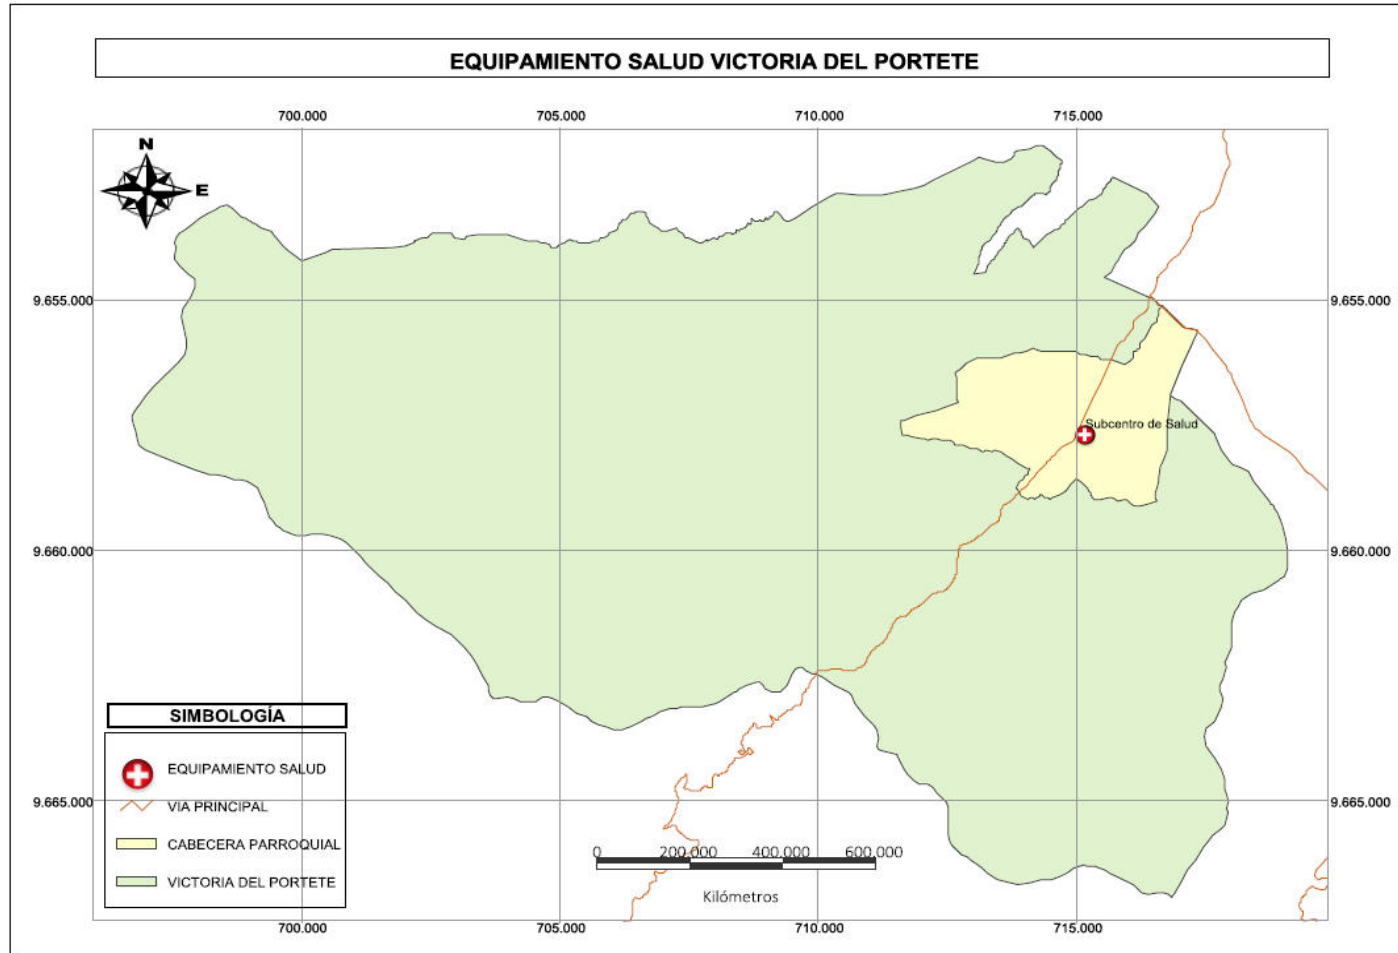 EQUIPAMIENTO SALUD VICTORIA DEL PORTETE
700.000 705.000 710.000 715.000
N
E
9.655.000 9.655.000
Subcentro de Salud
9.660.000 9.660.000
SIMBOLOGÍA
EQUIPAMIENTO SALUD
VIA PRINCIPAL
CABECERA PARROQUIAL
VICTORIA DEL PORTETE
9.665.000 9.665.000
0 200.000 400.000 600.000
Kilómetros
700.000 705.000 710.000 715.000